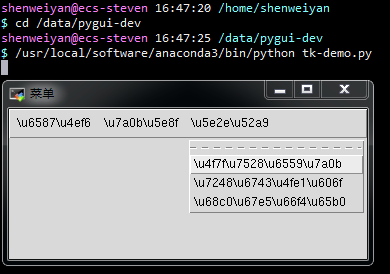 shenweiyan@ecs-steven 16:47:20 /home/shenweiyan
$ cd /data/pygui-dev
shenweiyan@ecs-steven 16:47:25 /data/pygui-dev
$ /usr/local/software/anaconda3/bin/python tk-demo.py
菜单
\u6587\u4ef6 \u7a0b\u5e8f \u5e2e\u52a9
\u4f7f\u7528\u6559\u7a0b
\u7248\u6743\u4fe1\u606f
\u68c0\u67e5\u66f4\u65b0